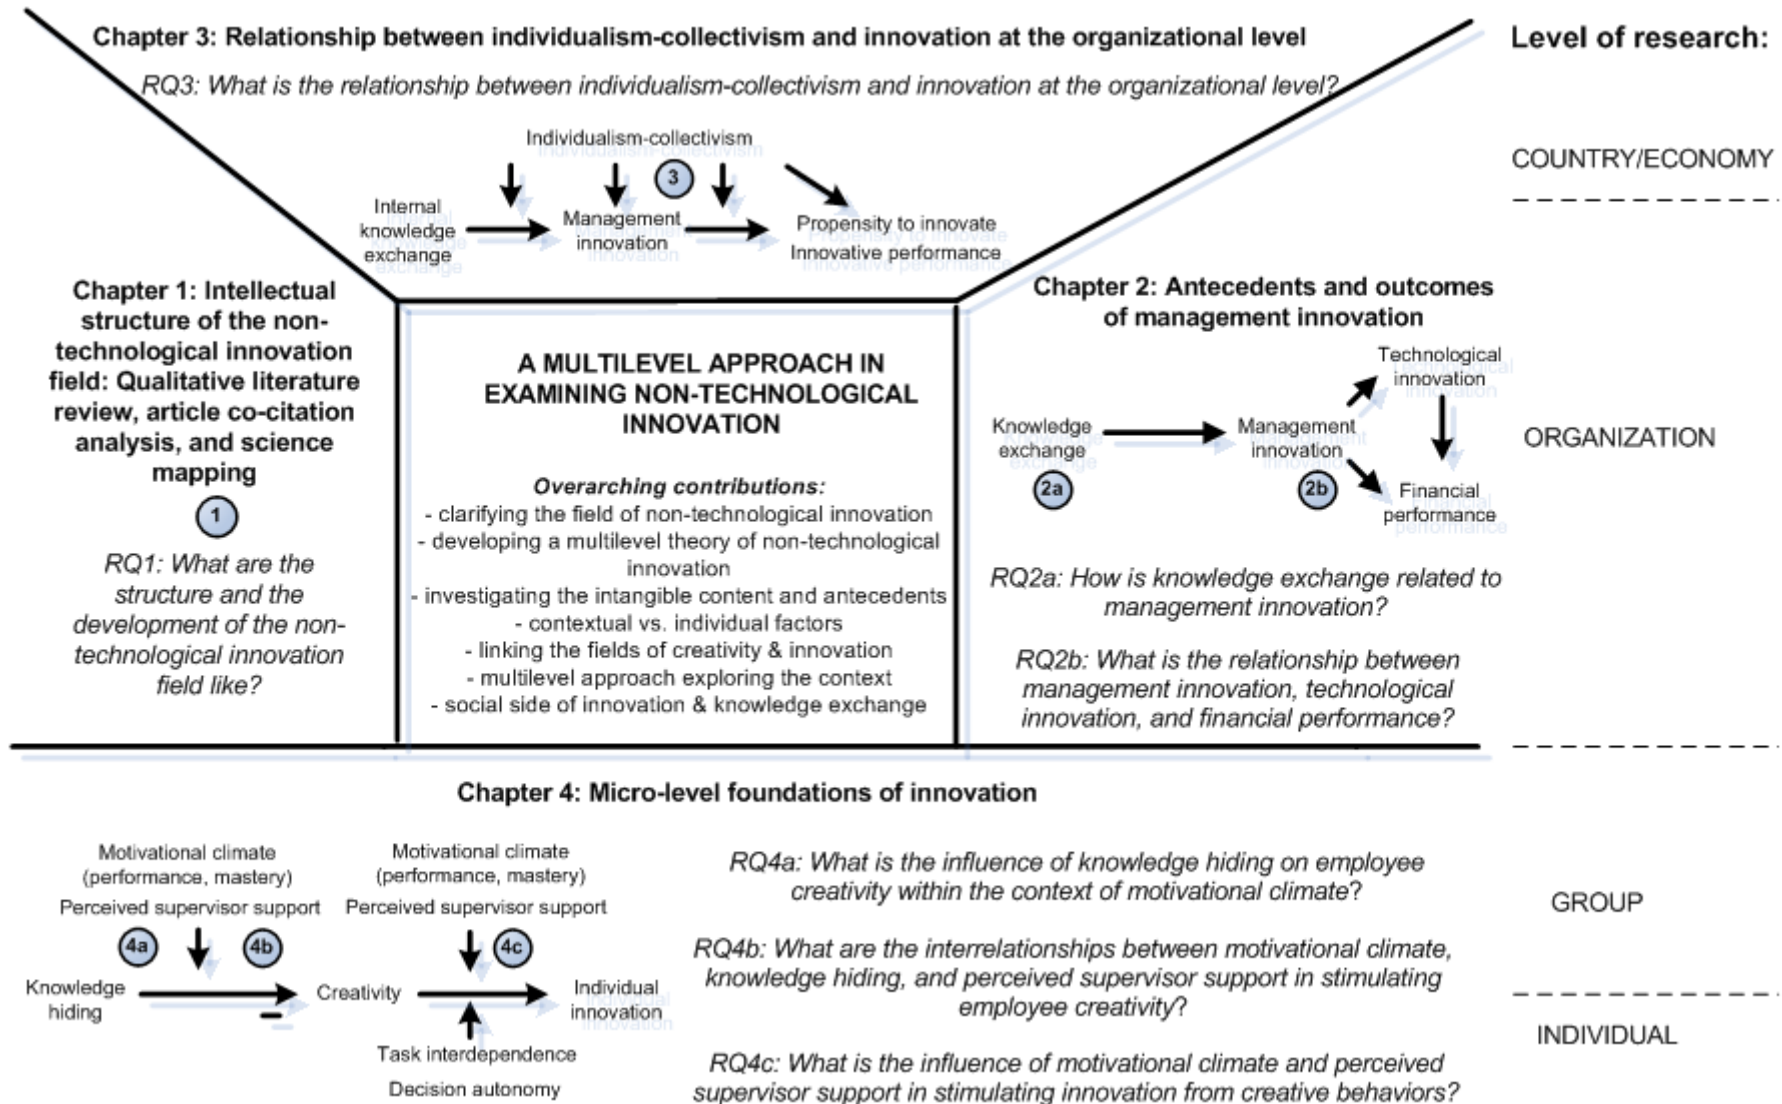 Chapter 3: Relationship between individualism-collectivism and innovation at the organizational level
RQ3: What is the relationship between individualism-collectivism and innovation at the organizational level?
Individualism-collectivism
3
Internal
knowledge
exchange
Management
innovation
Propensity to innovate
Innovative performance
Level of research:
COUNTRY/ECONOMY
ORGANIZATION
GROUP
INDIVIDUAL
Chapter 1: Intellectual
structure of the non-
technological innovation
field: Qualitative literature
review, article co-citation
analysis, and science
mapping
1
RQ1: What are the
structure and the
development of the non-
technological innovation
field like?
A MULTILEVEL APPROACH IN
EXAMINING NON-TECHNOLOGICAL
INNOVATION
Overarching contributions:
- clarifying the field of non-technological innovation
- developing a multilevel theory of non-technological
innovation
- investigating the intangible content and antecedents
- contextual vs. individual factors
- linking the fields of creativity & innovation
- multilevel approach exploring the context
- social side of innovation & knowledge exchange
Chapter 2: Antecedents and outcomes
of management innovation
Technological
innovation
Knowledge
exchange
2a
Management
innovation
2b
Financial
performance
RQ2a: How is knowledge exchange related to
management innovation?
RQ2b: What is the relationship between
management innovation, technological
innovation, and financial performance?
Chapter 4: Micro-level foundations of innovation
Motivational climate
(performance, mastery)
Perceived supervisor support
4a
4b
Knowledge
hiding
Creativity
Motivational climate
(performance, mastery)
Perceived supervisor support
4c
Individual
innovation
Task interdependence
Decision autonomy
RQ4a: What is the influence of knowledge hiding on employee
creativity within the context of motivational climate?
RQ4b: What are the interrelationships between motivational climate,
knowledge hiding, and perceived supervisor support in stimulating
employee creativity?
RQ4c: What is the influence of motivational climate and perceived
supervisor support in stimulating innovation from creative behaviors?